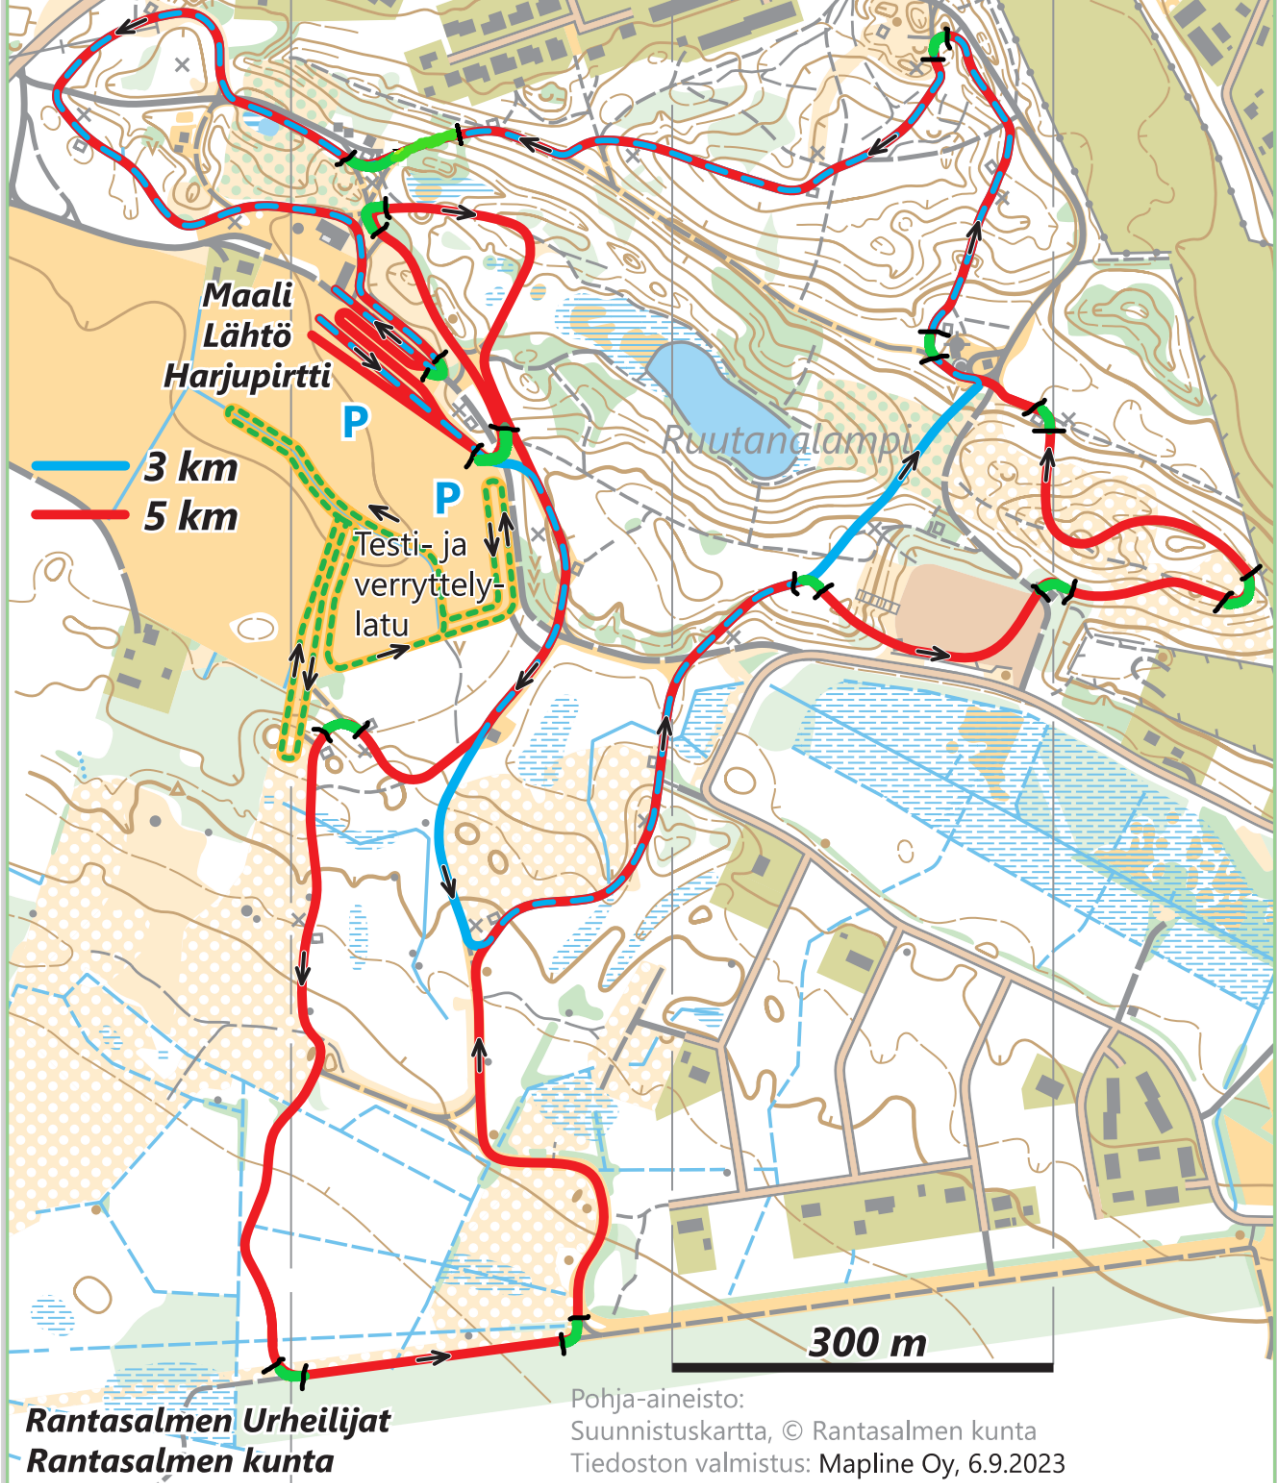 Maali
Lähtö
Harjupirtti
P
Ruutanalampi
3 km
5 km
P
Testi- ja
verryttely-
latu
300 m
Rantasalmen Urheilijat
Rantasalmen kunta
Pohja-aineisto:
Suunnistuskartta, © Rantasalmen kunta
Tiedoston valmistus: Mapline Oy, 6.9.2023